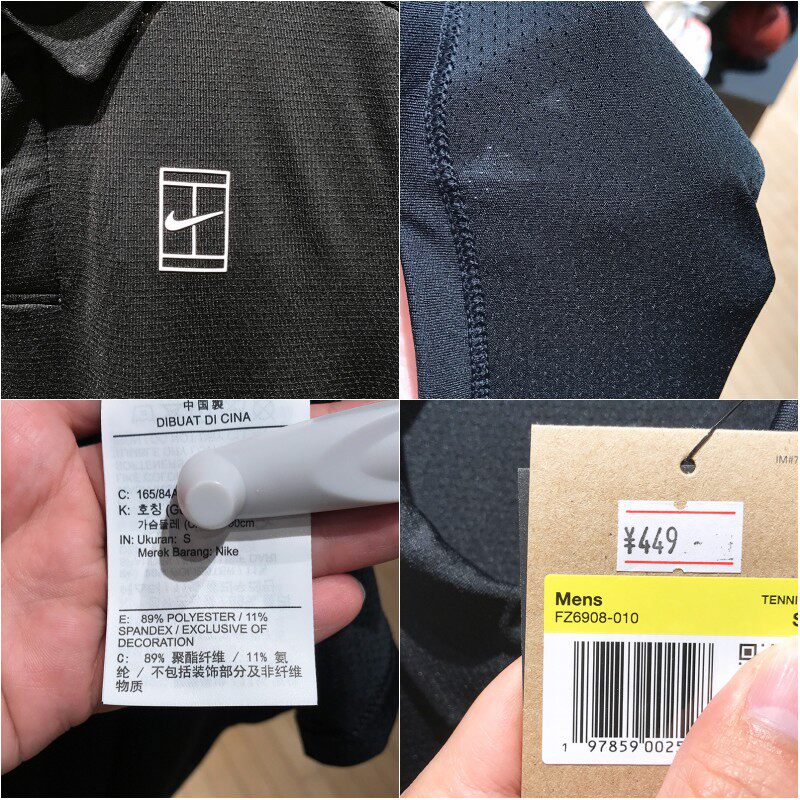 中国製
DIBUAT DI CINA
C: 165/84A
K: 호칭
가슴둘레
IN: Ukuran: S
Merek Barang: Nike
E: 89% POLYESTER / 11%
SPANDEX / EXCLUSIVE OF
DECORATION
C: 89% 聚酯纤维 / 11% 氨
纶 / 不包括装饰部分及非纤维
物质
IM#
¥449 -
Mens
TENNI
FZ6908-010
S
1 97859 002